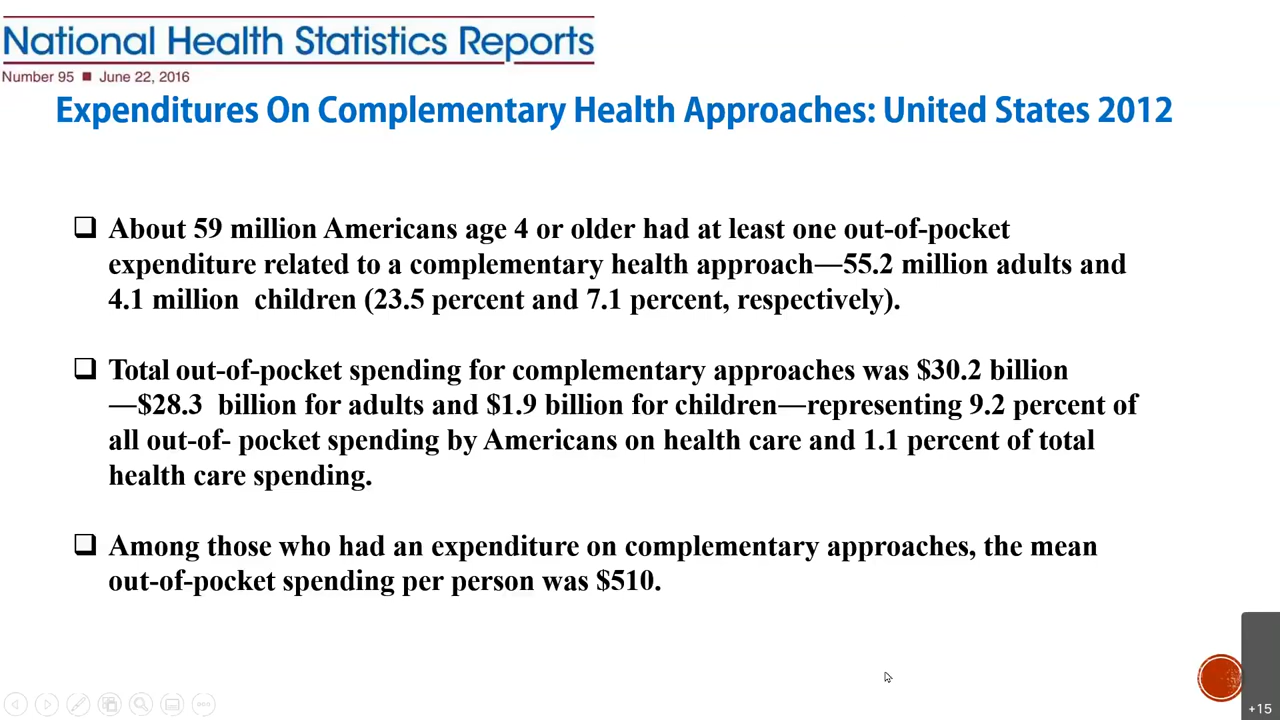 National Health Statistics Reports
Number 95 ■ June 22, 2016
Expenditures On Complementary Health Approaches: United States 2012
❑ About 59 million Americans age 4 or older had at least one out-of-pocket
expenditure related to a complementary health approach—55.2 million adults and
4.1 million children (23.5 percent and 7.1 percent, respectively).
❑ Total out-of-pocket spending for complementary approaches was $30.2 billion
—$28.3 billion for adults and $1.9 billion for children—representing 9.2 percent of
all out-of- pocket spending by Americans on health care and 1.1 percent of total
health care spending.
❑ Among those who had an expenditure on complementary approaches, the mean
out-of-pocket spending per person was $510.
+15